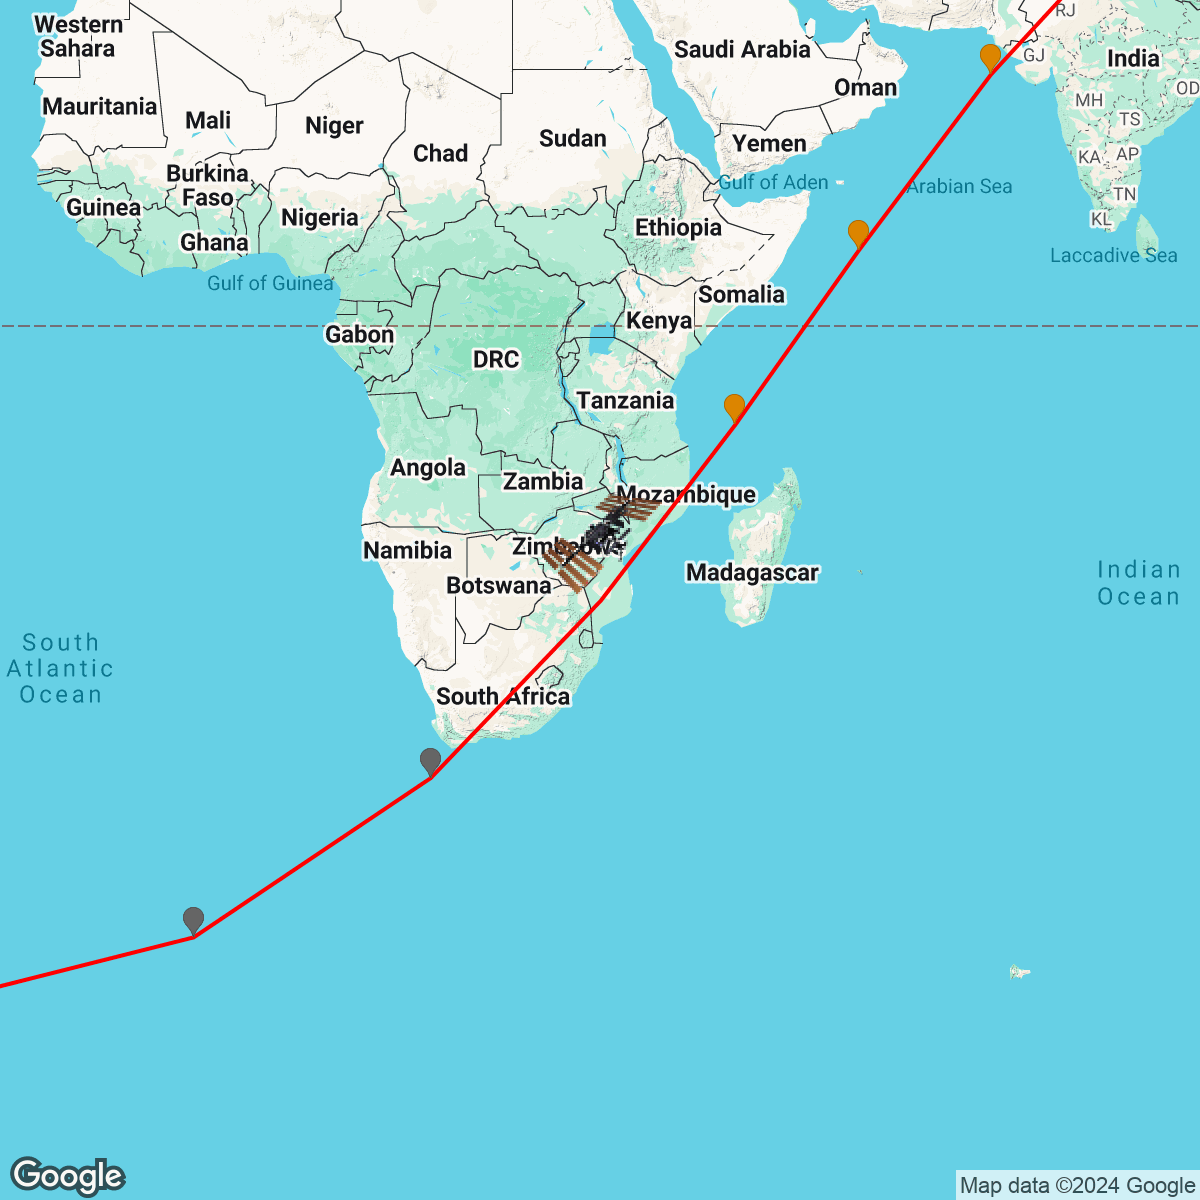 RJ
Western
Sahara
Saudi Arabia
GJ
India
Oman
OD
Mauritania
Mali
Niger
MH
TS
Sudan
Yemen
Chad
KA
AP
Burkina
Faso
Gulf of Aden
Arabian Sea
TN
Guinea
Nigeria
KL
Ethiopia
Ghana
Laccadive Sea
Gulf of Guinea
Somalia
Kenya
Gabon
DRC
Tanzania
Angola
Zambia
Mozambique
Namibia
Zimbabwe
Madagascar
Indian
Ocean
Botswana
South
Atlantic
Ocean
South Africa
Google
Map data ©2024 Google